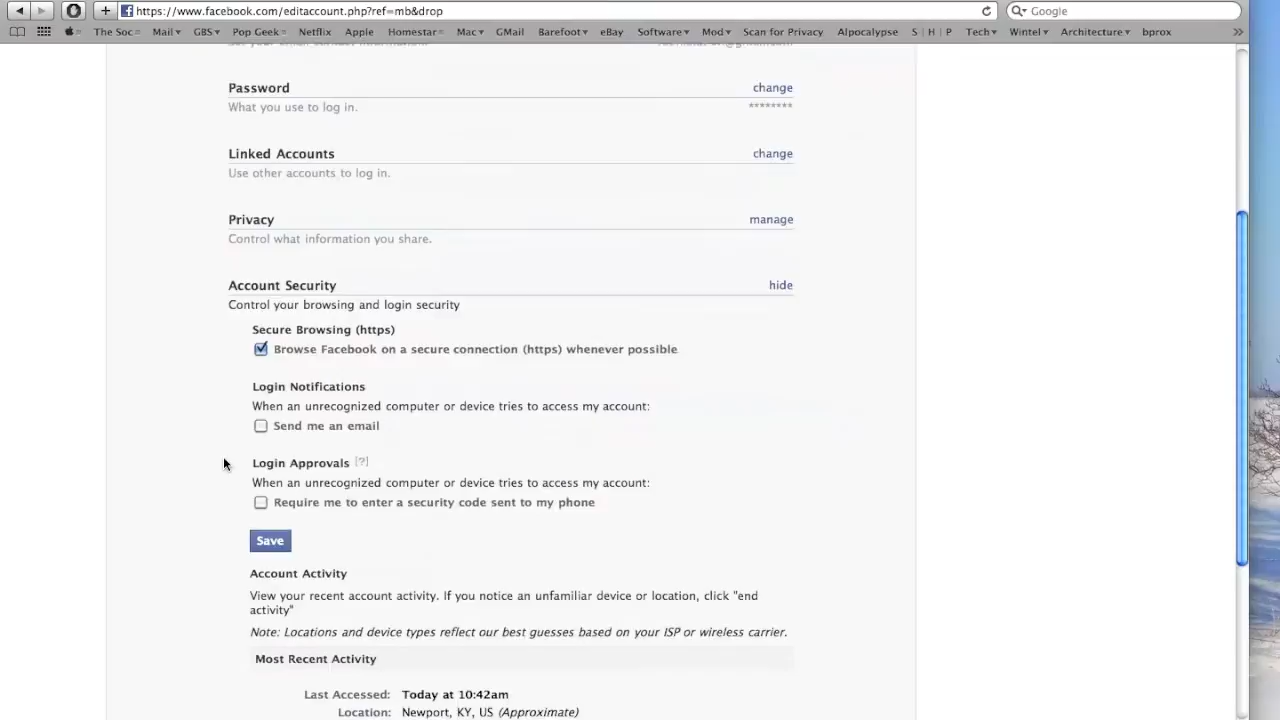 https://www.facebook.com/editaccount.php?ref=mb&drop
Google
The Soc
Mail▾
GBS▾
Pop Geek▾
Netflix
Apple
Homestar▾
Mac▾
GMail
Barefoot▾
eBay
Software▾
Mod▾
Scan for Privacy
Alpocalypse
S | H | P
Tech▾
Wintel▾
Architecture▾
bprox
»
Password
change
What you use to log in.
********
Linked Accounts
change
Use other accounts to log in.
Privacy
manage
Control what information you share.
Account Security
hide
Control your browsing and login security
Secure Browsing (https)
Browse Facebook on a secure connection (https) whenever possible
Login Notifications
When an unrecognized computer or device tries to access my account:
Send me an email
Login Approvals [?]
When an unrecognized computer or device tries to access my account:
Require me to enter a security code sent to my phone
Save
Account Activity
View your recent account activity. If you notice an unfamiliar device or location, click "end
activity"
Note: Locations and device types reflect our best guesses based on your ISP or wireless carrier.
Most Recent Activity
Last Accessed: Today at 10:42am
Location: Newport, KY, US (Approximate)